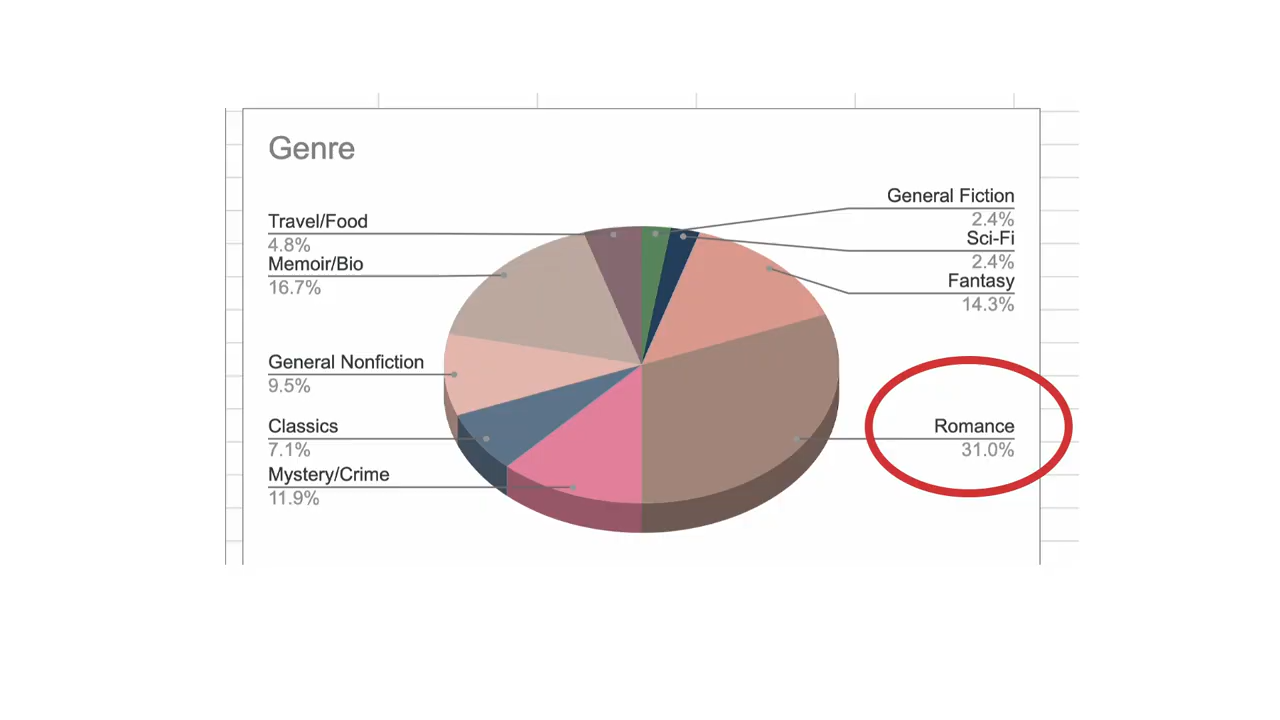 Genre
General Fiction
2.4%
Sci-Fi
2.4%
Fantasy
14.3%
Romance
31.0%
Travel/Food
4.8%
Memoir/Bio
16.7%
General Nonfiction
9.5%
Classics
7.1%
Mystery/Crime
11.9%